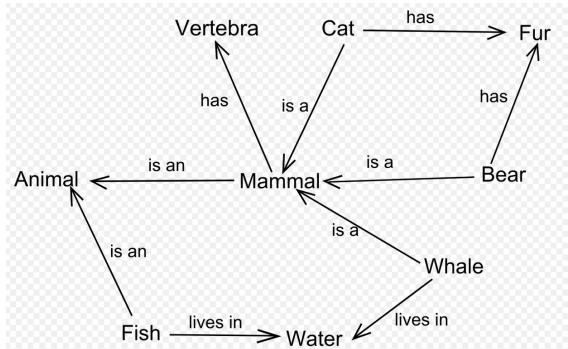 Vertebra
Cat
has
Fur
has
is a
has
Animal
is an
Mammal
is a
Bear
is an
is a
Whale
Fish
lives in
Water
lives in